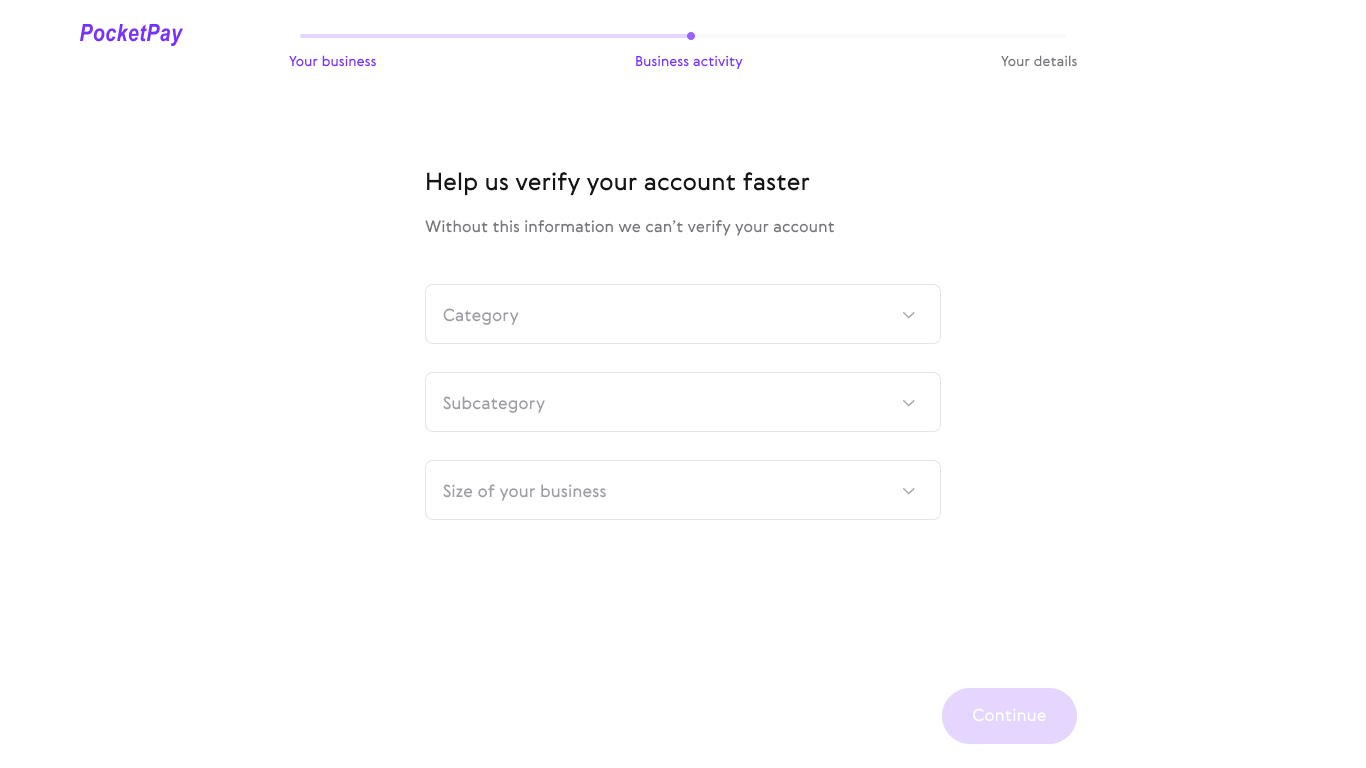 PocketPay
Your business
Business activity
Your details
Help us verify your account faster
Without this information we can’t verify your account
Category
Subcategory
Size of your business
Continue